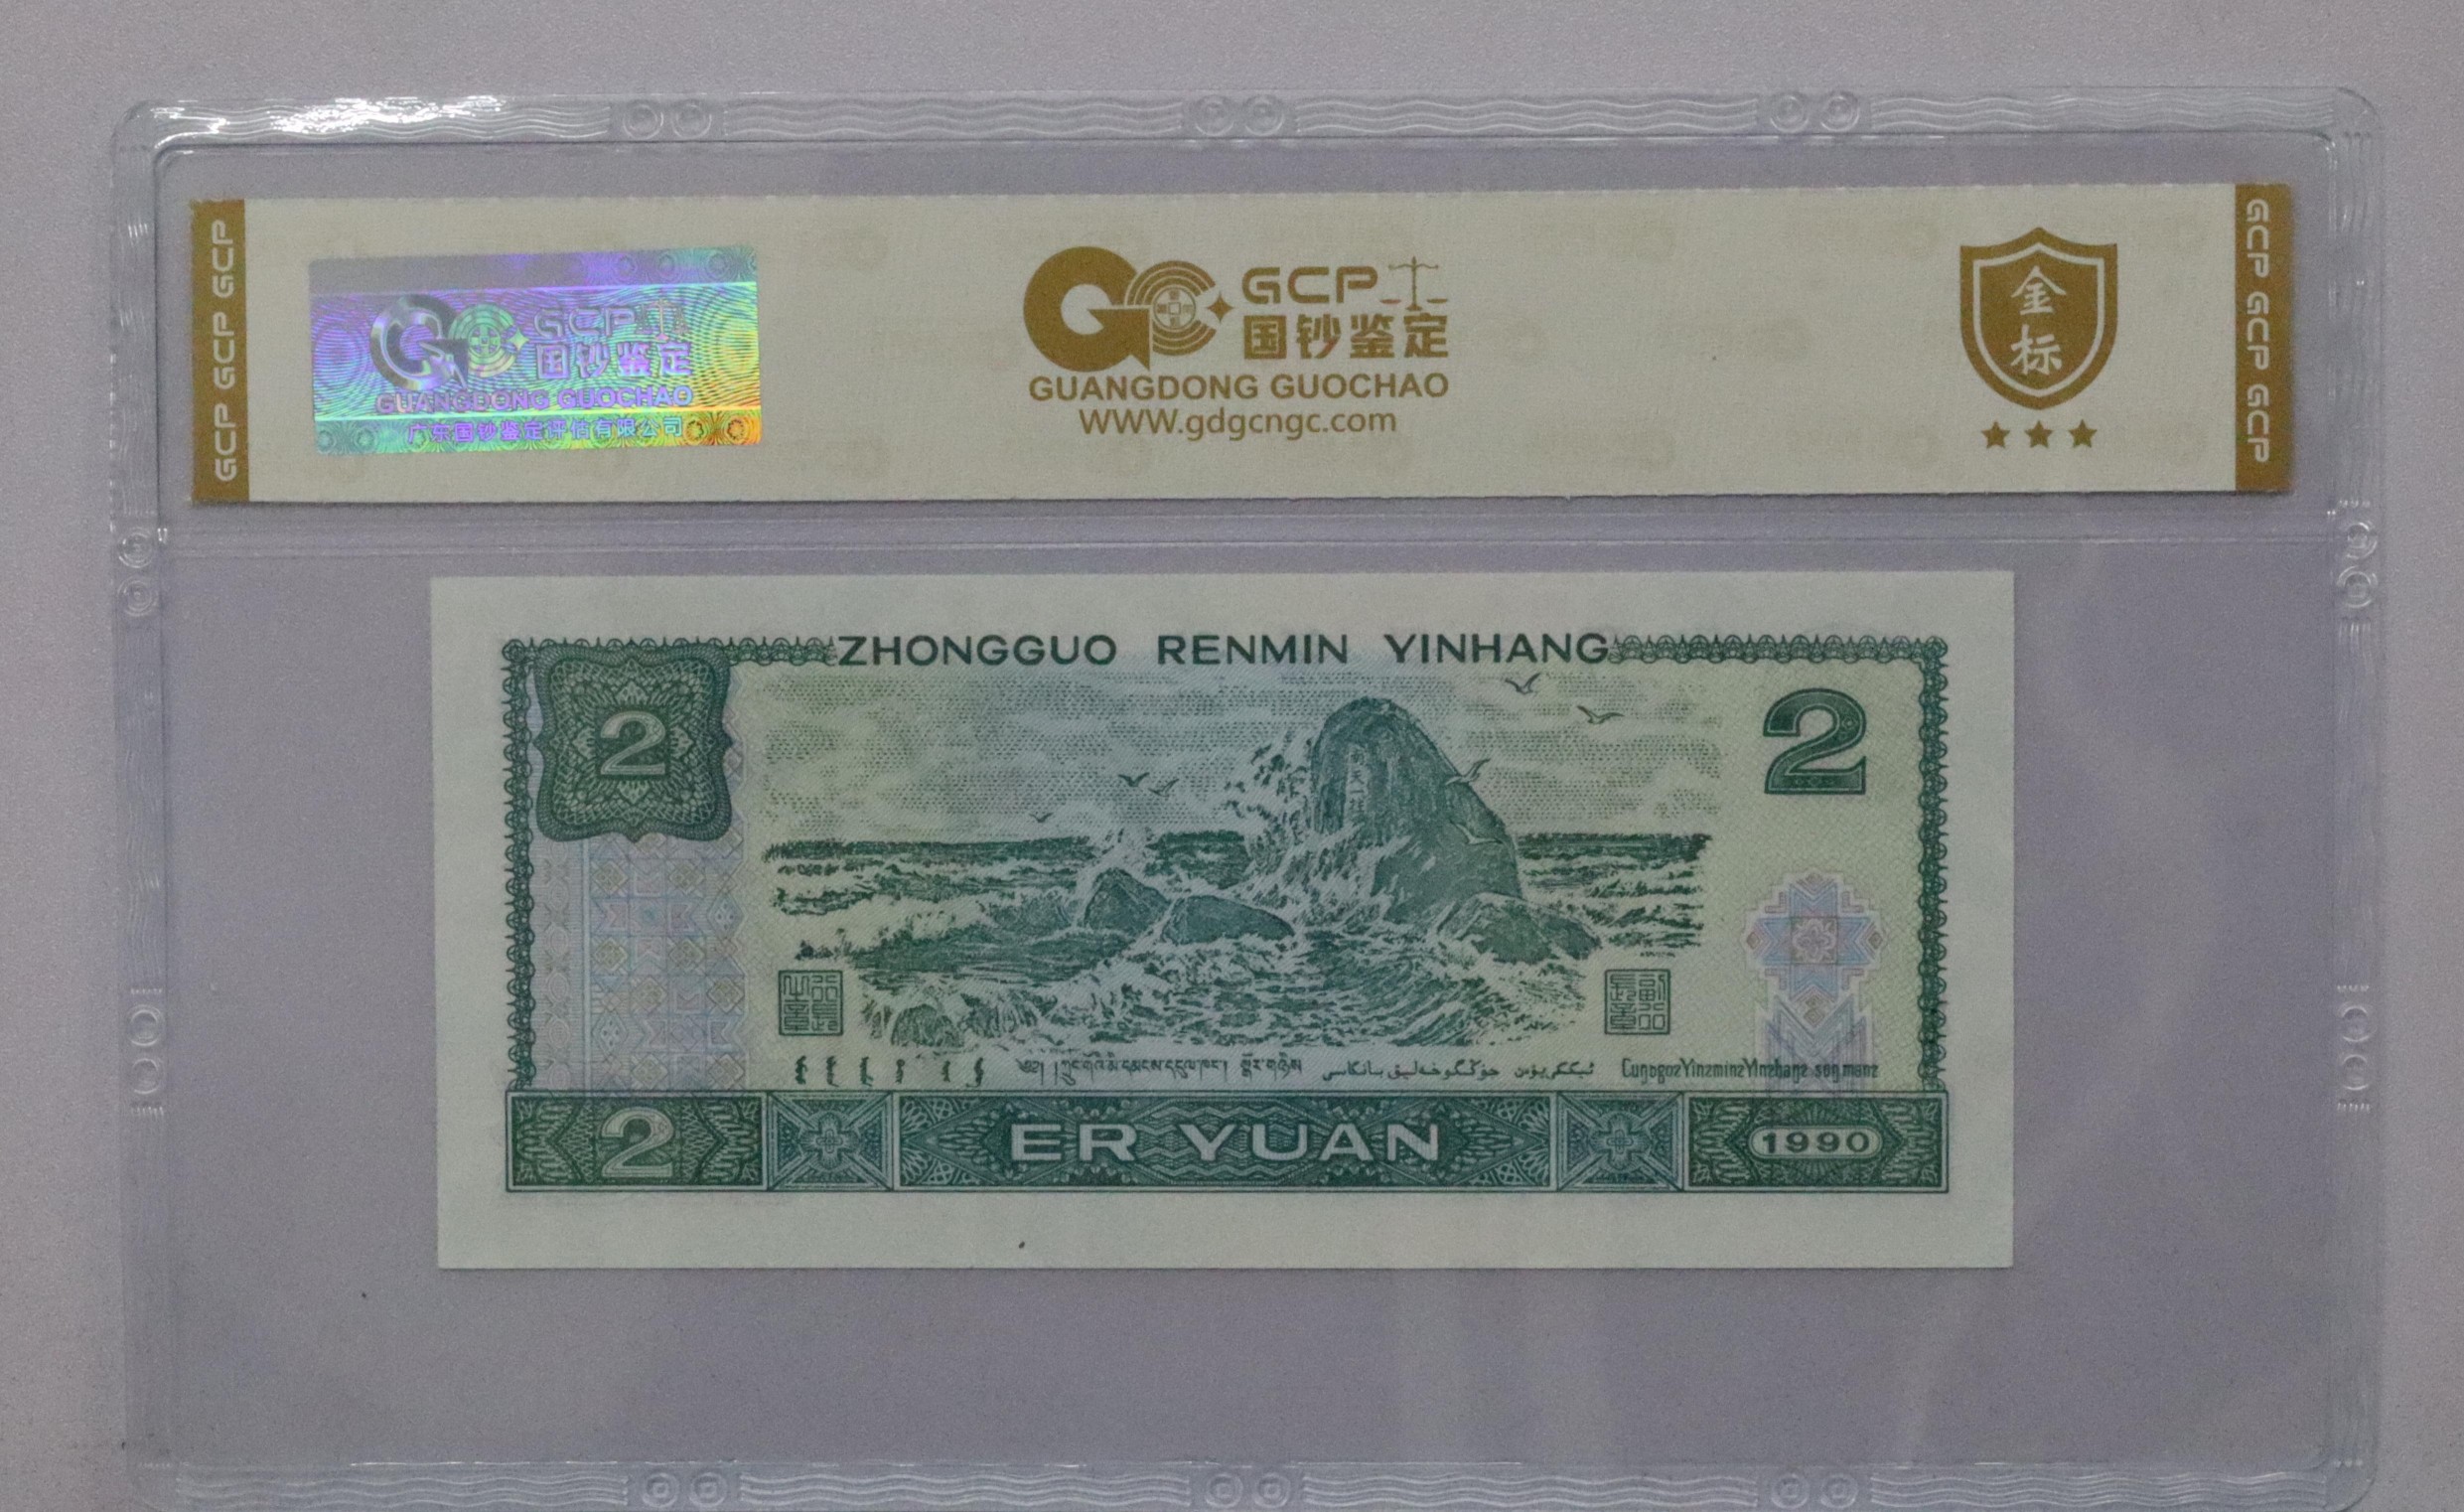 GCP GCP GCP
GCP
国钞鉴定
GUANGDONG GUOCHAO
广东国钞鉴定评估有限公司
GCP
国钞鉴定
GUANGDONG GUOCHAO
WWW.gdgcngc.com
金
标
GCP GCP GCP
ZHONGGUO RENMIN YINHANG
2
2
2
ER YUAN
1990